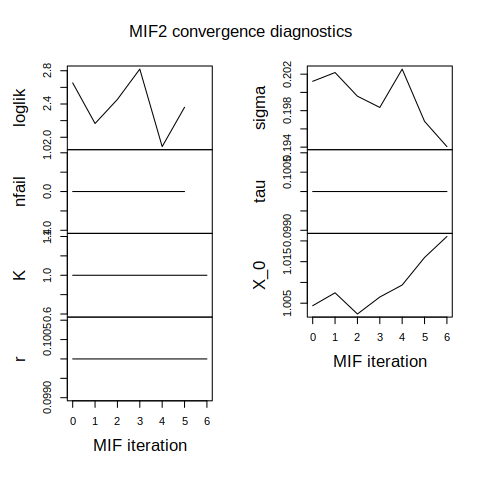 MIF2 convergence diagnostics
loglik
2.0
2.4
2.8
nfail
0.0
1.0
K
0.6
1.0
1.4
r
0.0990
0.1005
0 1 2 3 4 5 6
MIF iteration
sigma
0.194
0.198
0.202
tau
0.0990
0.1005
X_0
1.005
1.015
0 1 2 3 4 5 6
MIF iteration